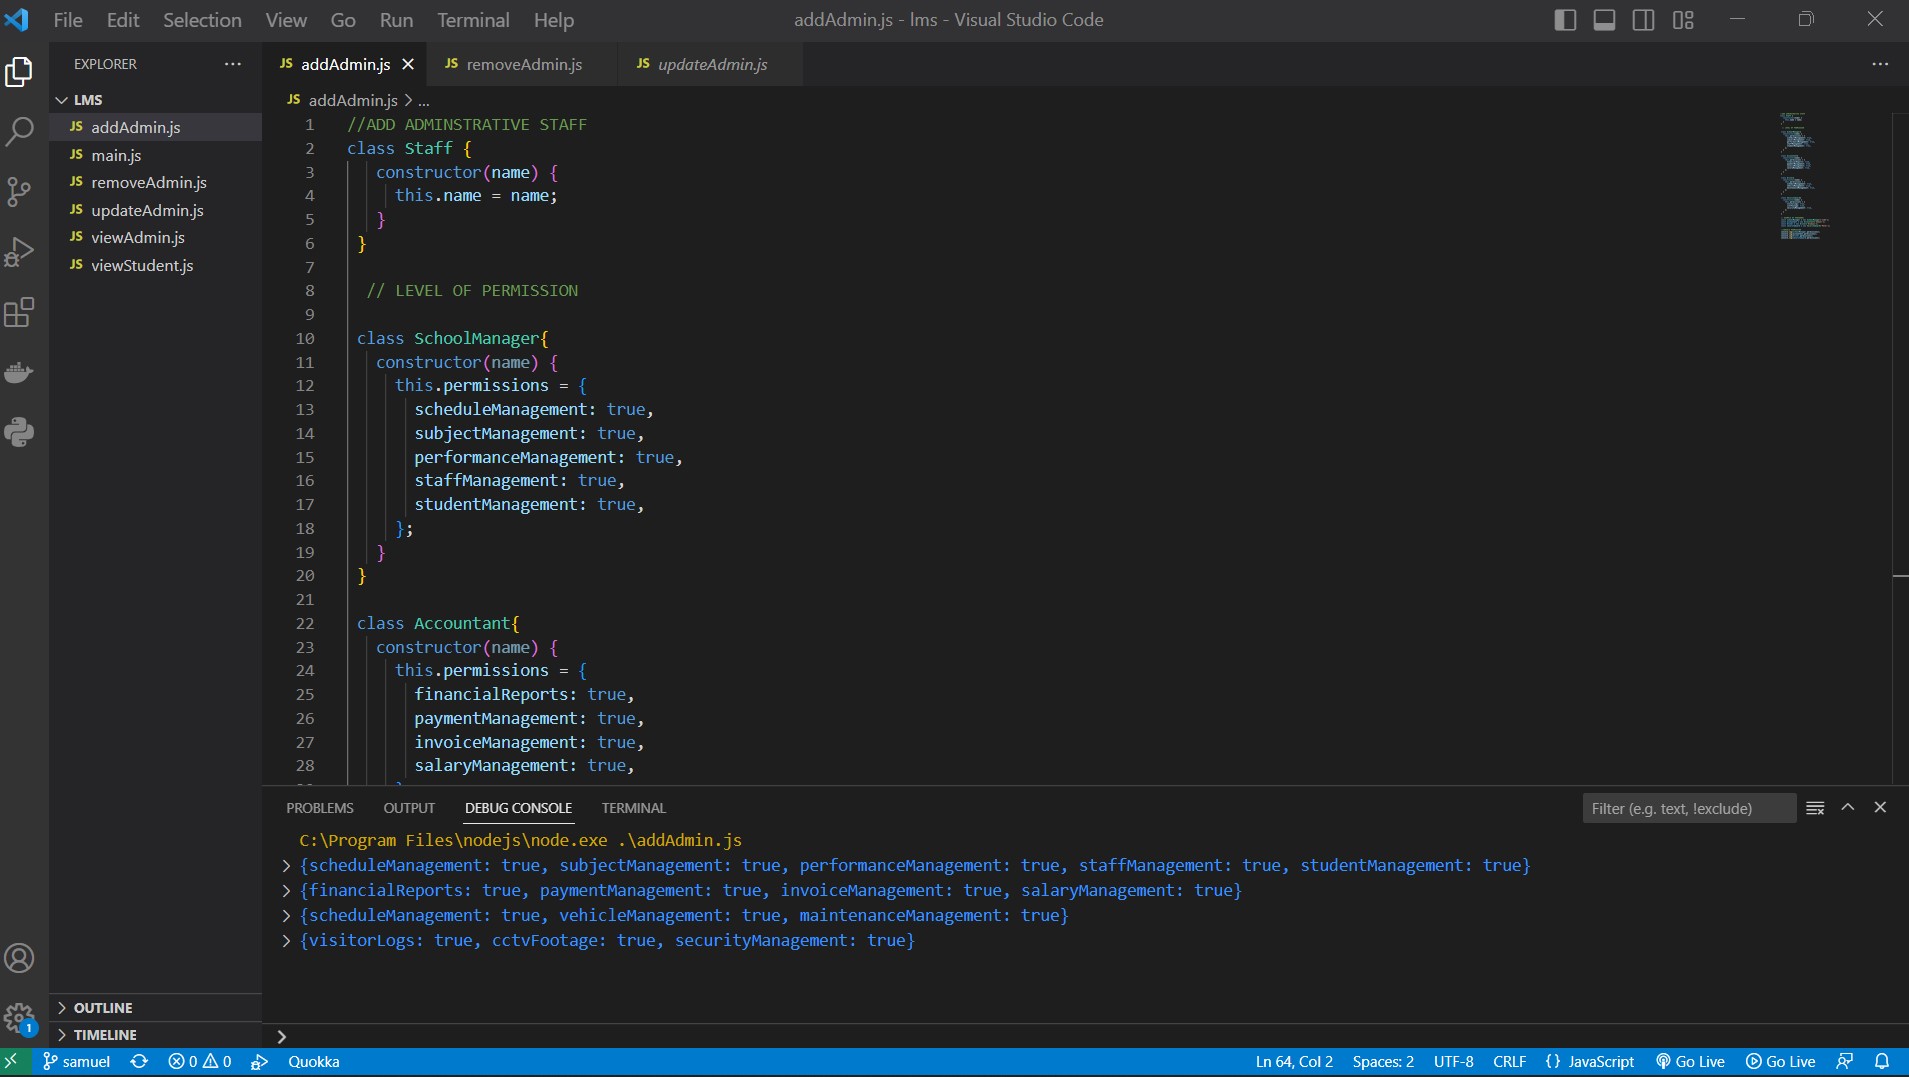 File Edit Selection View Go Run Terminal Help addAdmin.js - lms - Visual Studio Code
EXPLORER
LMS
JS addAdmin.js
JS main.js
JS removeAdmin.js
JS updateAdmin.js
JS viewAdmin.js
JS viewStudent.js
OUTLINE
TIMELINE
JS addAdmin.js JS removeAdmin.js JS updateAdmin.js
JS addAdmin.js > ...
1 //ADD ADMINSTRATIVE STAFF
2 class Staff {
3 constructor(name) {
4 this.name = name;
5 }
6 }
7
8 // LEVEL OF PERMISSION
9
10 class SchoolManager{
11 constructor(name) {
12 this.permissions = {
13 scheduleManagement: true,
14 subjectManagement: true,
15 performanceManagement: true,
16 staffManagement: true,
17 studentManagement: true,
18 };
19 }
20 }
21
22 class Accountant{
23 constructor(name) {
24 this.permissions = {
25 financialReports: true,
26 paymentManagement: true,
27 invoiceManagement: true,
28 salaryManagement: true,
PROBLEMS OUTPUT DEBUG CONSOLE TERMINAL Filter (e.g. text, !exclude)
C:\Program Files\nodejs\node.exe .\addAdmin.js
> {scheduleManagement: true, subjectManagement: true, performanceManagement: true, staffManagement: true, studentManagement: true}
> {financialReports: true, paymentManagement: true, invoiceManagement: true, salaryManagement: true}
> {scheduleManagement: true, vehicleManagement: true, maintenanceManagement: true}
> {visitorLogs: true, cctvFootage: true, securityManagement: true}
>
1
samuel 0 0 Quokka Ln 64, Col 2 Spaces: 2 UTF-8 CRLF {} JavaScript Go Live Go Live